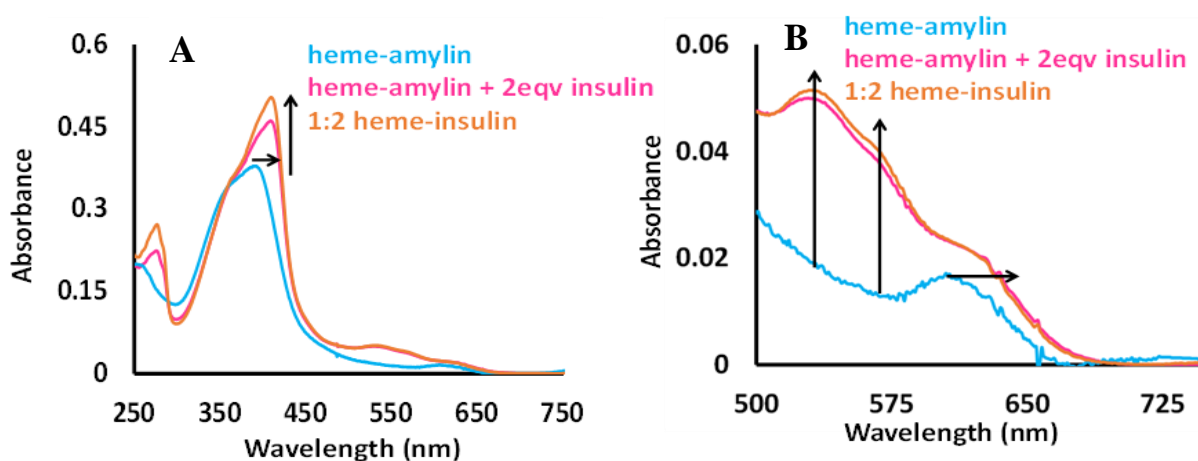 A
heme-amylin
heme-amylin + 2eqv insulin
1:2 heme-insulin
0.6
0.45
0.3
0.15
0
Absorbance
250
350
450
550
650
750
Wavelength (nm)
B
heme-amylin
heme-amylin + 2eqv insulin
1:2 heme-insulin
0.06
0.04
0.02
0
Absorbance
500
575
650
725
Wavelength (nm)